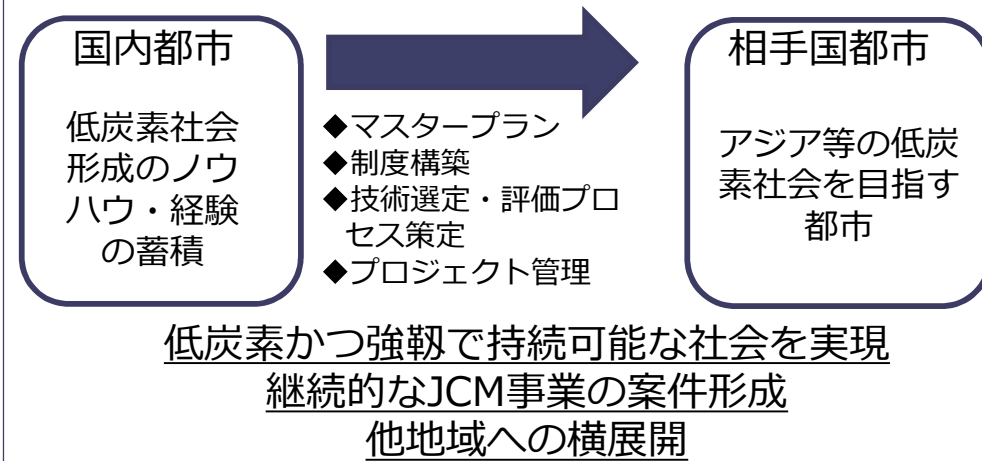 国内都市
低炭素社会
形成のノウ
ハウ・経験
の蓄積
◆マスタープラン
◆制度構築
◆技術選定・評価プロ
セス策定
◆プロジェクト管理
相手国都市
アジア等の低炭
素社会を目指す
都市
低炭素かつ強靱で持続可能な社会を実現
継続的なJCM事業の案件形成
他地域への横展開